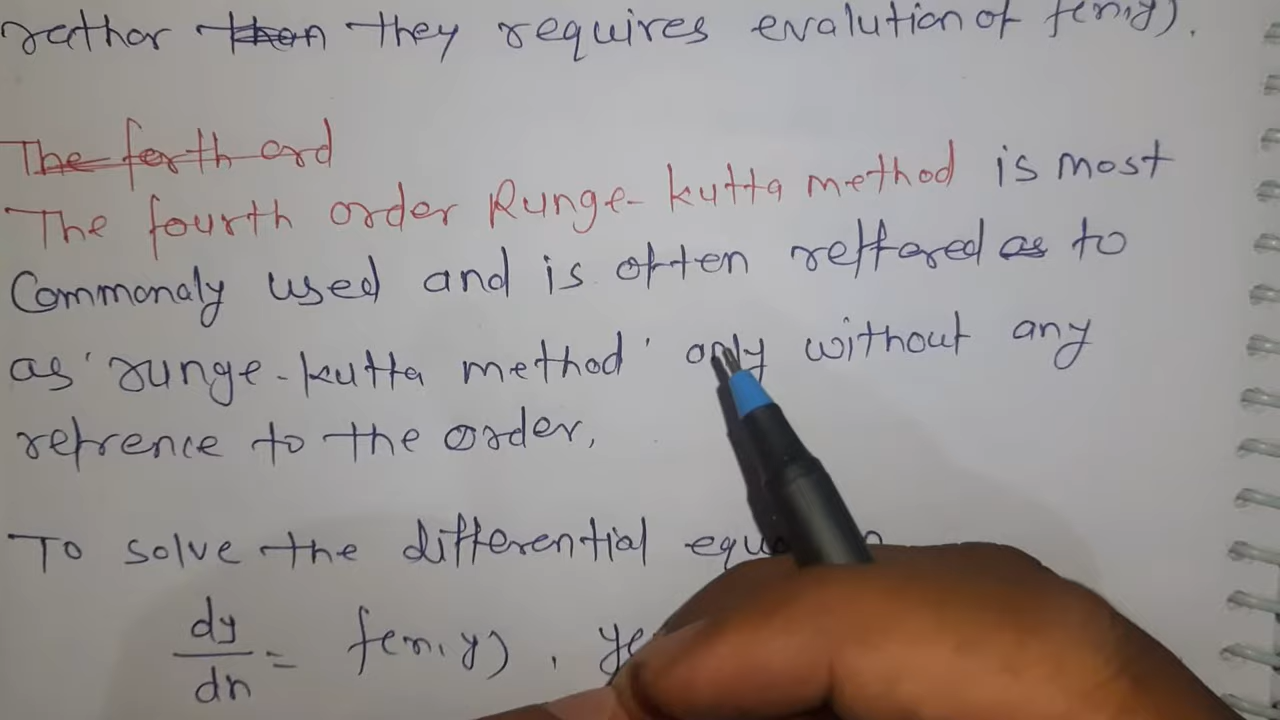 rather then they requires evalution of f(x,y).
The forth ord
The fourth order Runge-kutta method is most
Commonaly used and is often reffered as to
as 'runge-kutta method' only without any
refrence to the order,
To solve the differential
dy/dx = f(x,y),